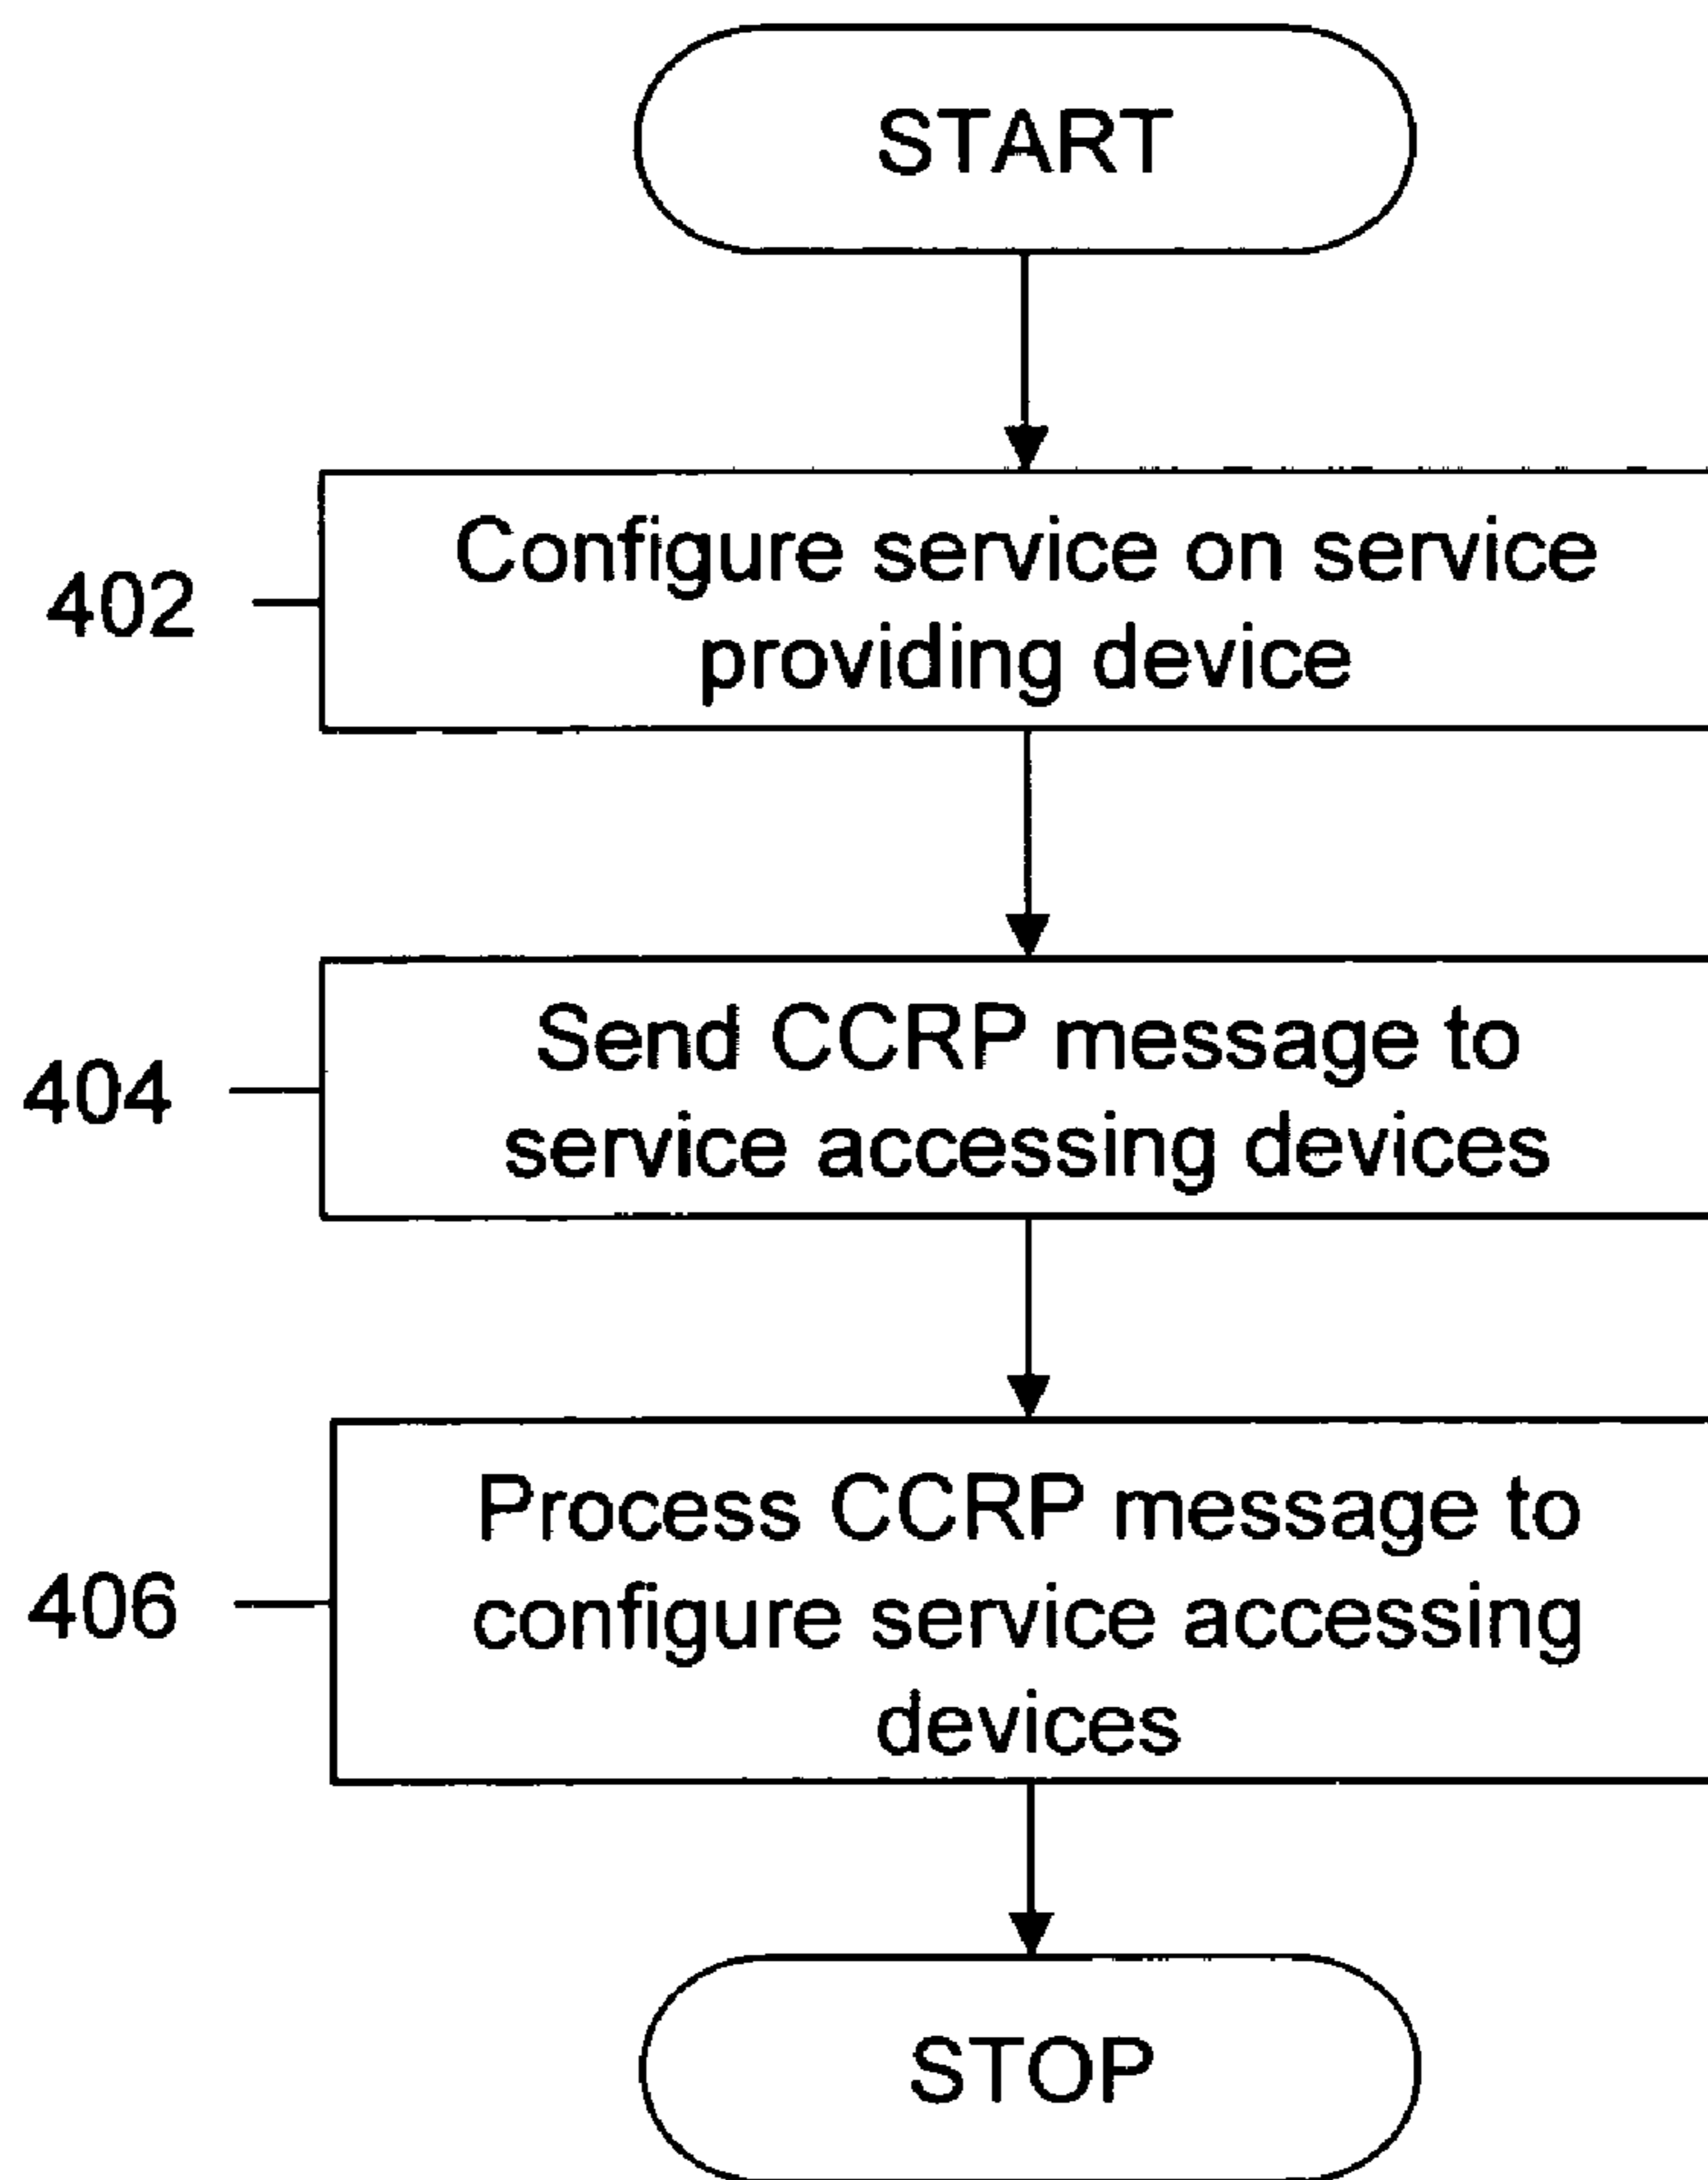 START
402
Configure service on service
providing device
404
Send CCRP message to
service accessing devices
406
Process CCRP message to
configure service accessing
devices
STOP